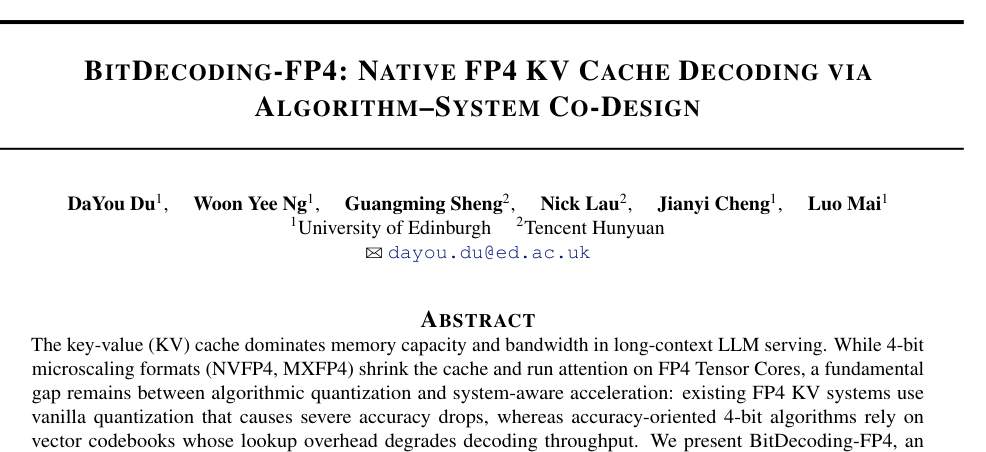 BITDECODING-FP4: NATIVE FP4 KV CACHE DECODING VIA
ALGORITHM–SYSTEM CO-DESIGN
DaYou Du¹, Woon Yee Ng¹, Guangming Sheng², Nick Lau², Jianyi Cheng¹, Luo Mai¹
¹University of Edinburgh ²Tencent Hunyuan
✉ dayou.du@ed.ac.uk
ABSTRACT
The key-value (KV) cache dominates memory capacity and bandwidth in long-context LLM serving. While 4-bit
microscaling formats (NVFP4, MXFP4) shrink the cache and run attention on FP4 Tensor Cores, a fundamental
gap remains between algorithmic quantization and system-aware acceleration: existing FP4 KV systems use
vanilla quantization that causes severe accuracy drops, whereas accuracy-oriented 4-bit algorithms rely on
vector codebooks whose lookup overhead degrades decoding throughput. We present BitDecoding-FP4, an